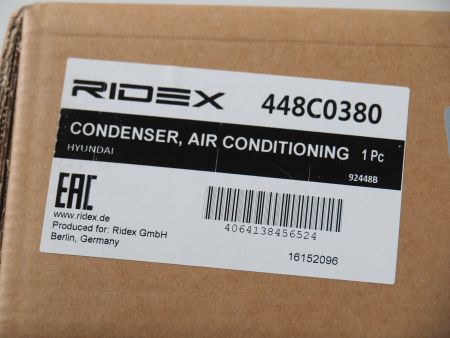 RIDEX 448C0380
CONDENSER, AIR CONDITIONING 1 Pc
HYUNDAI 92448B
EAC
www.ridex.de
Produced for: Ridex GmbH
Berlin, Germany
4064138456524
16152096